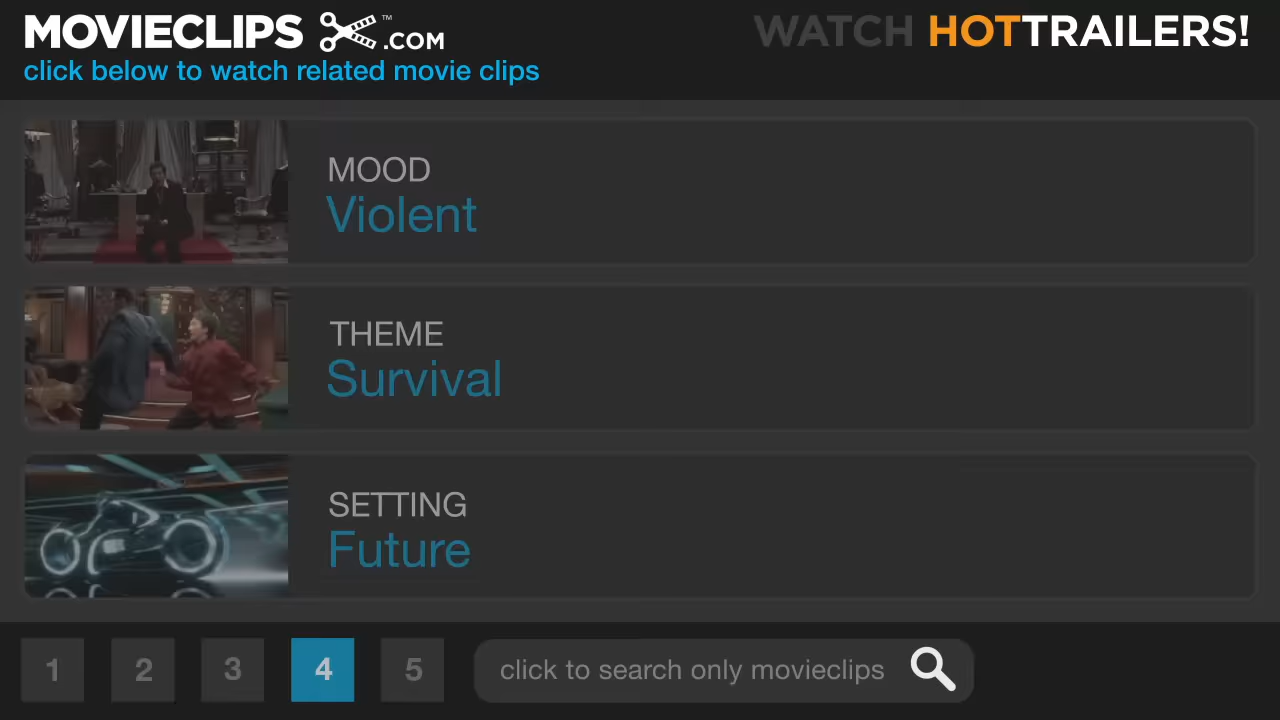 MOVIECLIPS ™ .COM
WATCH HOTTRAILERS!
click below to watch related movie clips
MOOD
Violent
THEME
Survival
SETTING
Future
1 2 3 4 5 click to search only movieclips